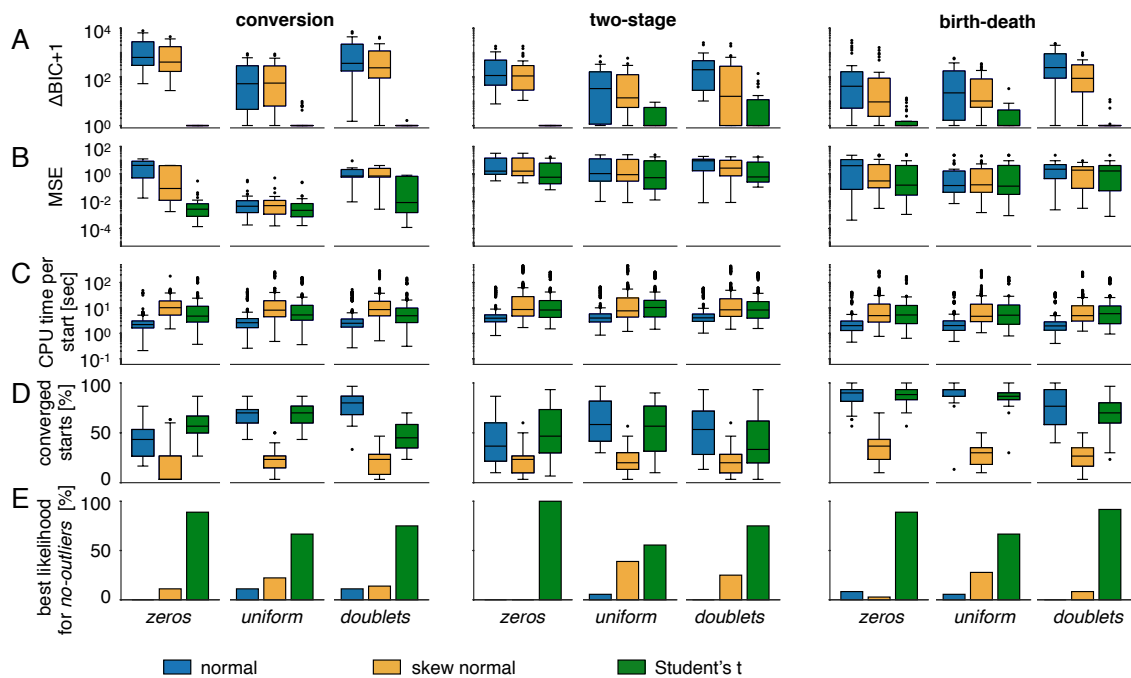 conversion two-stage birth-death
A
ΔBIC+1
10^4
10^2
10^0
B
MSE
10^2
10^0
10^-2
10^-4
C
CPU time per
start [sec]
10^2
10^1
10^0
10^-1
D
converged
starts [%]
100
50
0
E
best likelihood
for no-outliers [%]
100
50
0
zeros uniform doublets zeros uniform doublets zeros uniform doublets
normal skew normal Student's t